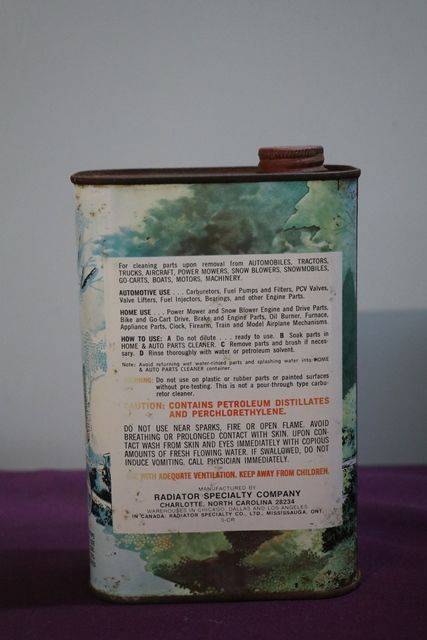 For cleaning parts upon removal from AUTOMOBILES, TRACTORS,
TRUCKS, AIRCRAFT, POWER MOWERS, SNOW BLOWERS, SNOWMOBILES,
GO-CARTS, BOATS, MOTORS, MACHINERY.
AUTOMOTIVE USE . . . Carburetors, Fuel Pumps and Filters, PCV Valves,
Valve Lifters, Fuel Injectors, Bearings, and other Engine Parts.
HOME USE . . . Power Mower and Snow Blower Engine and Drive Parts,
Bike and Go-Cart Drive, Brake and Engine Parts, Oil Burner, Furnace,
Appliance Parts, Clock, Firearm, Train and Model Airplane Mechanisms.
HOW TO USE: A Do not dilute . . . ready to use. B Soak parts in
HOME & AUTO PARTS CLEANER. C Remove parts and brush if neces-
sary. D Rinse thoroughly with water or petroleum solvent.
Note: Avoid returning wet water-rinsed parts and splashing water into HOME
& AUTO PARTS CLEANER container.
WARNING: Do not use on plastic or rubber parts or painted surfaces
without pre-testing. This is not a pour-through type carbu-
retor cleaner.
CAUTION: CONTAINS PETROLEUM DISTILLATES
AND PERCHLORETHYLENE.
DO NOT USE NEAR SPARKS, FIRE OR OPEN FLAME. AVOID
BREATHING OR PROLONGED CONTACT WITH SKIN. UPON CON-
TACT WASH FROM SKIN AND EYES IMMEDIATELY WITH COPIOUS
AMOUNTS OF FRESH FLOWING WATER. IF SWALLOWED, DO NOT
INDUCE VOMITING. CALL PHYSICIAN IMMEDIATELY.
USE WITH ADEQUATE VENTILATION. KEEP AWAY FROM CHILDREN.
MANUFACTURED BY
RADIATOR SPECIALTY COMPANY
CHARLOTTE, NORTH CAROLINA 28234
WAREHOUSES IN CHICAGO, DALLAS AND LOS ANGELES
IN CANADA: RADIATOR SPECIALTY CO., LTD., MISSISSAUGA, ONT.